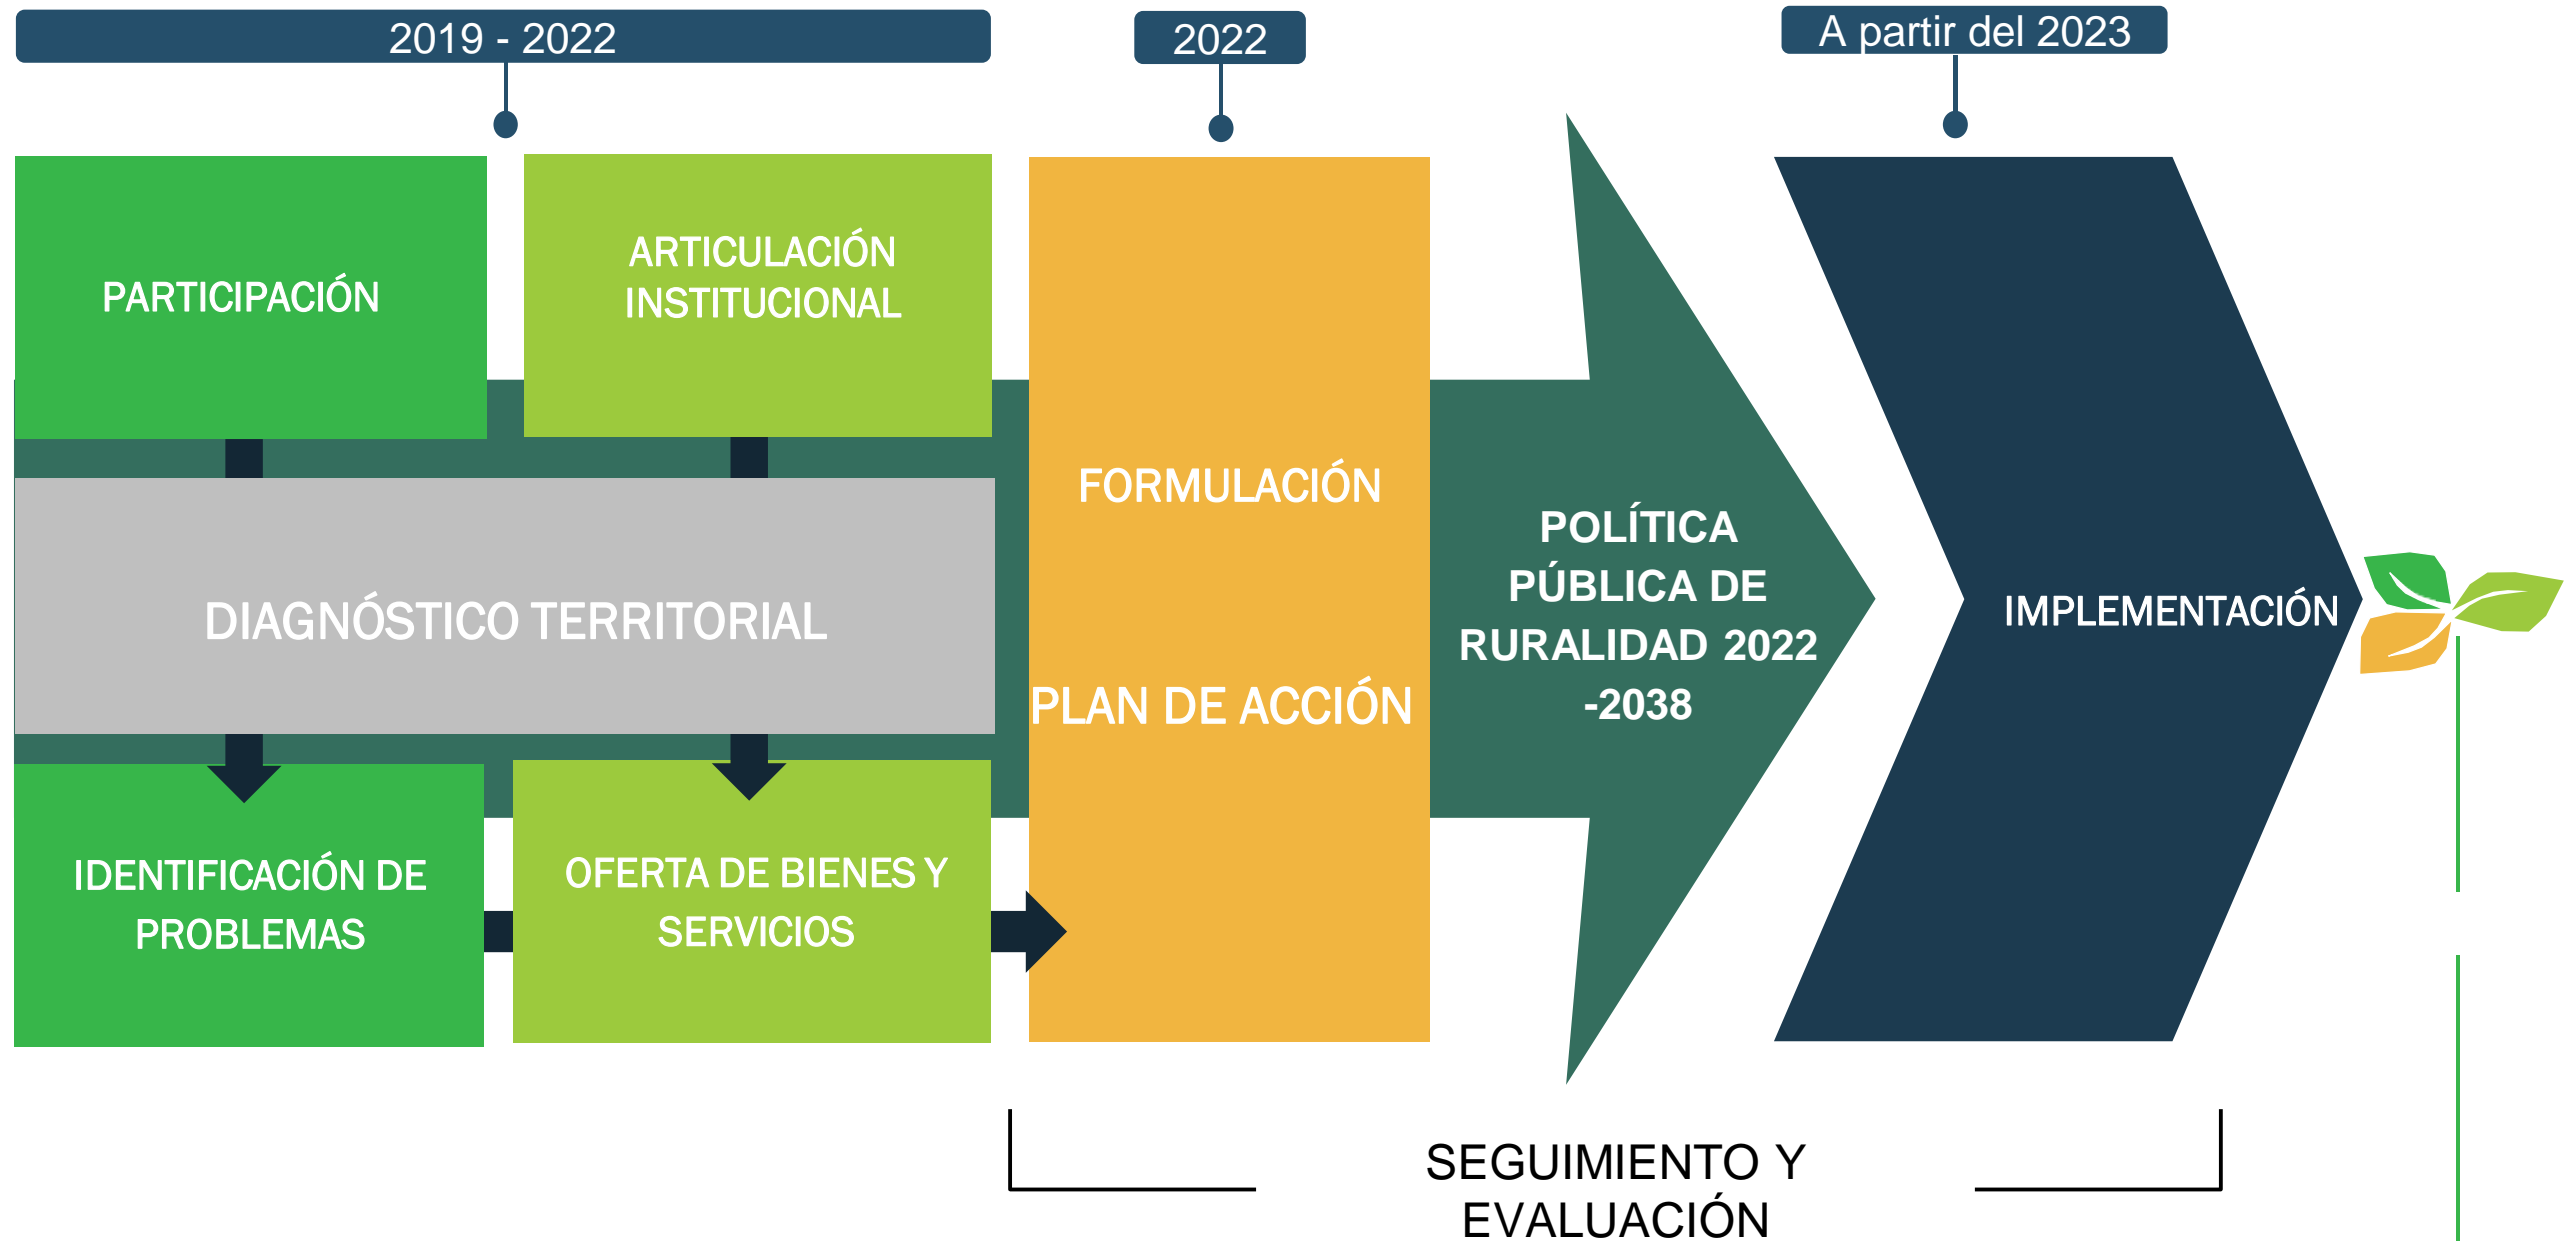 2019 - 2022
2022
A partir del 2023
PARTICIPACIÓN
ARTICULACIÓN
INSTITUCIONAL
DIAGNÓSTICO TERRITORIAL
IDENTIFICACIÓN DE
PROBLEMAS
OFERTA DE BIENES Y
SERVICIOS
FORMULACIÓN
PLAN DE ACCIÓN
POLÍTICA
PÚBLICA DE
RURALIDAD 2022
-2038
IMPLEMENTACIÓN
SEGUIMIENTO Y
EVALUACIÓN